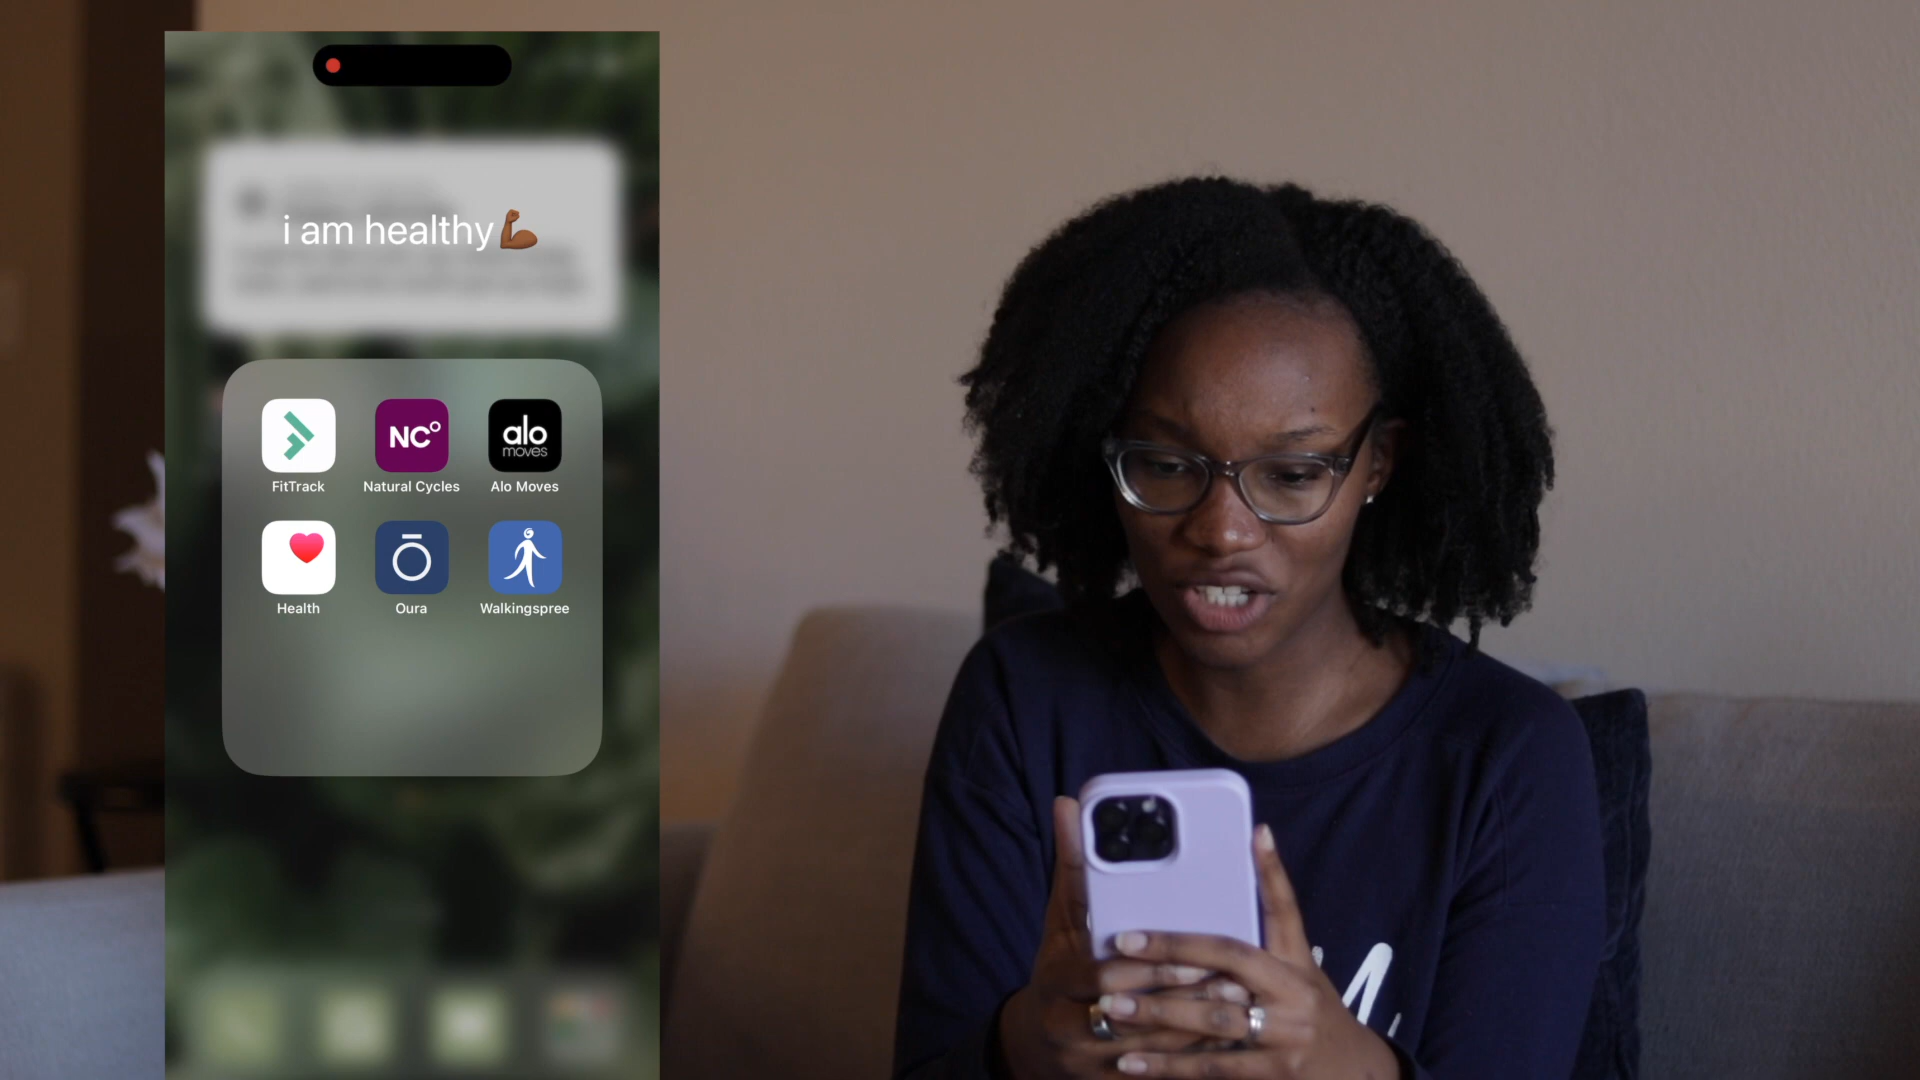 i am healthy💪🏾
NC°
alo
moves
FitTrack Natural Cycles Alo Moves
Health Oura Walkingspree